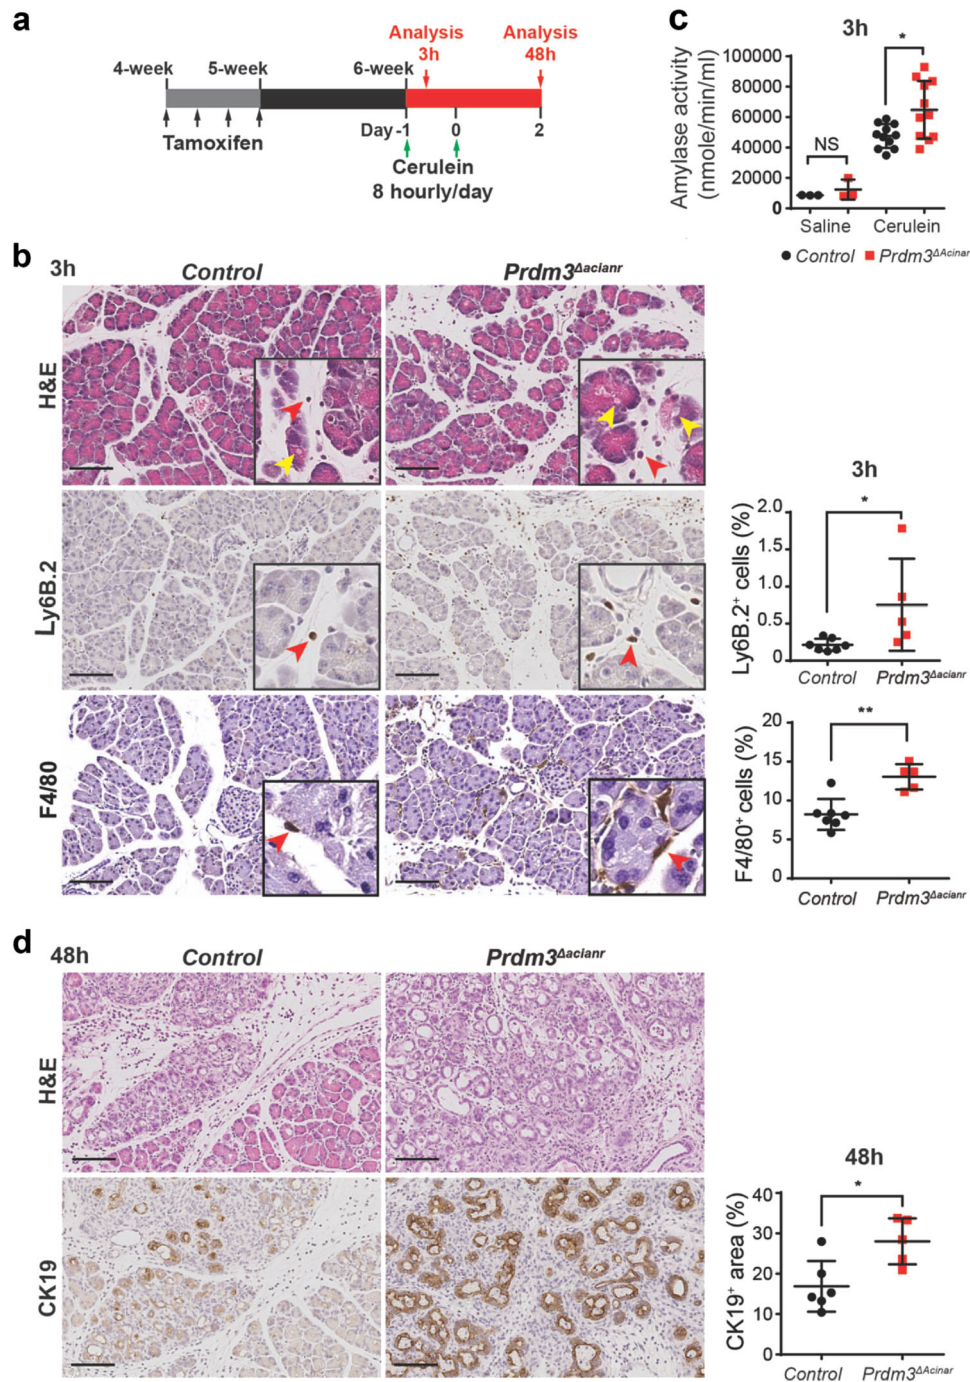 a
Analysis
3h
Analysis
48h
4-week
5-week
6-week
Tamoxifen
Day -1
0
2
Cerulein
8 hourly/day
c
3h
*
Amylase activity
(nmole/min/ml)
100000
80000
60000
40000
20000
0
NS
Saline
Cerulein
Control
Prdm3ΔAcinar
b
3h
Control
Prdm3Δacianr
H&E
Ly6B.2
F4/80
3h
*
Ly6B.2+ cells (%)
2.0
1.5
1.0
0.5
0
Control
Prdm3Δacianr
**
F4/80+ cells (%)
20
15
10
5
0
Control
Prdm3Δacianr
d
48h
Control
Prdm3Δacianr
H&E
CK19
48h
*
CK19+ area (%)
40
30
20
10
0
Control
Prdm3ΔAcinar